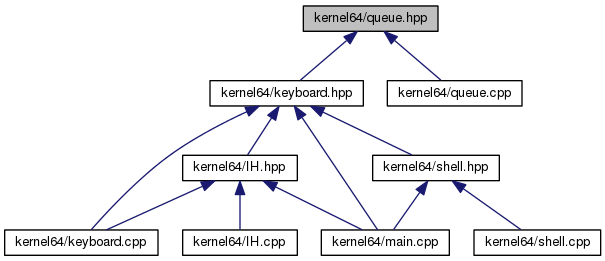 kernel64/queue.hpp
kernel64/keyboard.hpp
kernel64/queue.cpp
kernel64/IH.hpp
kernel64/shell.hpp
kernel64/keyboard.cpp
kernel64/IH.cpp
kernel64/main.cpp
kernel64/shell.cpp